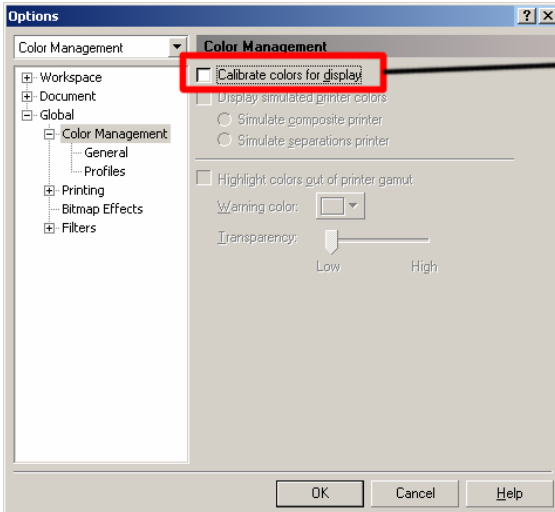 Options
Color Management
Workspace
Document
Global
Color Management
General
Profiles
Printing
Bitmap Effects
Filters
Color Management
Calibrate colors for display
Display simulated printer colors
Simulate composite printer
Simulate separations printer
Highlight colors out of printer gamut
Warning color:
Transparency:
Low High
OK Cancel Help